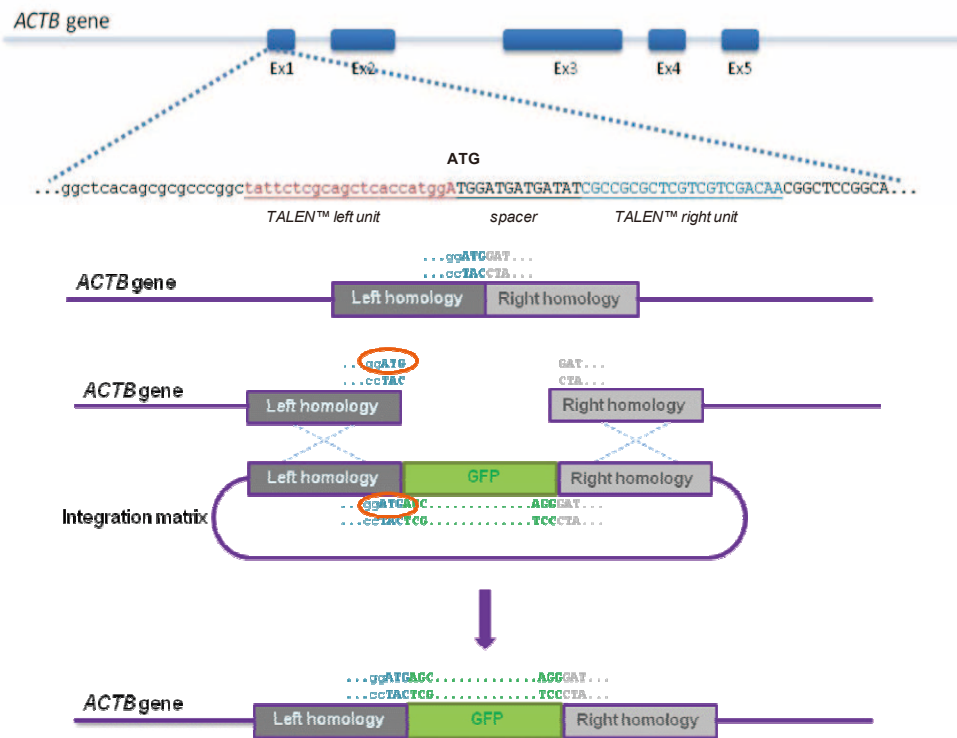 ACTB gene
Ex1 Ex2 Ex3 Ex4 Ex5
ATG
...ggctcacagcgcgcccggctattctcgcagctcaccatggATGGATGATGATATCGCCGCGCTCGTCGTCGACAACGGCTCCGGCA...
TALEN™ left unit spacer TALEN™ right unit
...ggATGGAT...
...ccTACCTA...
ACTB gene
Left homology Right homology
...ggATG GAT...
...ccTAC CTA...
ACTB gene
Left homology Right homology
Left homology GFP Right homology
Integration matrix
...ggATGAGC.............AGGGAT...
...ccTACTCG.............TCCCTA...
...ggATGAGC.............AGGGAT...
...ccTACTCG.............TCCCTA...
ACTB gene
Left homology GFP Right homology